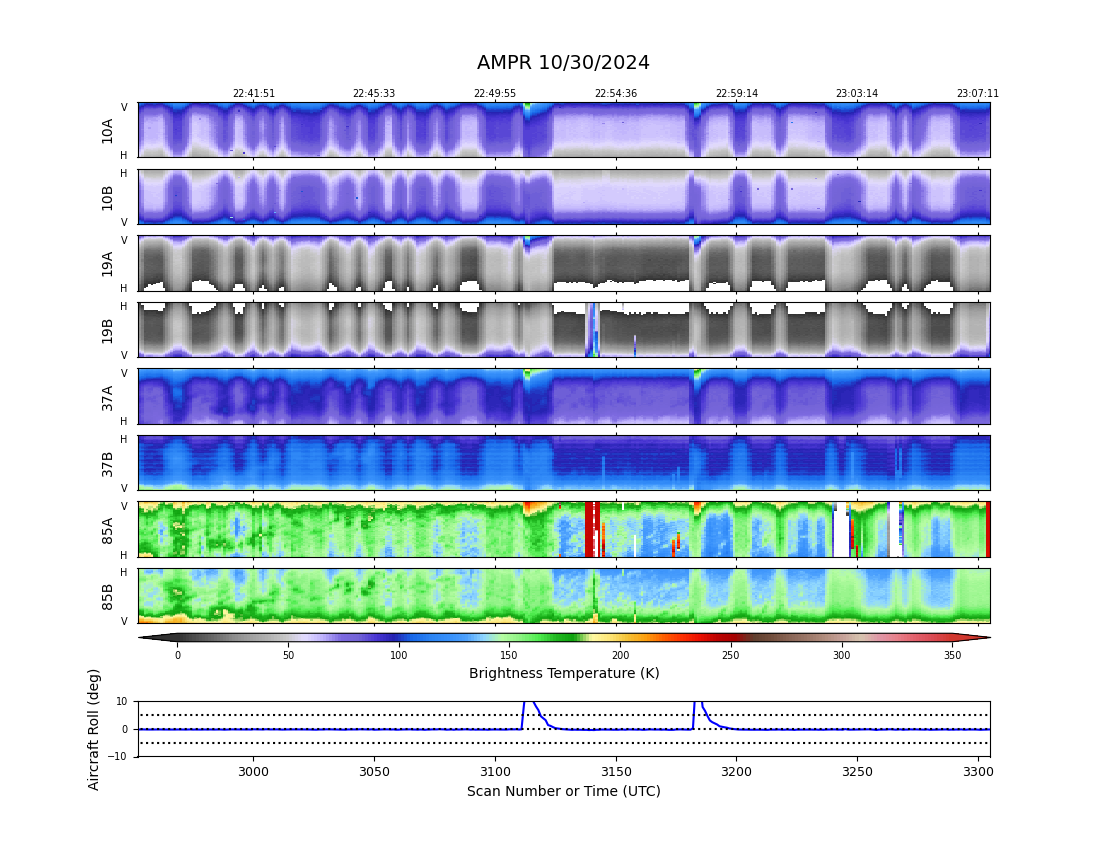 AMPR 10/30/2024
22:41:51 22:45:33 22:49:55 22:54:36 22:59:14 23:03:14 23:07:11
V
10A
H
H
10B
V
V
19A
H
H
19B
V
V
37A
H
H
37B
V
V
85A
H
H
85B
V
0 50 100 150 200 250 300 350
Brightness Temperature (K)
Aircraft Roll (deg)
10
0
−10
3000 3050 3100 3150 3200 3250 3300
Scan Number or Time (UTC)